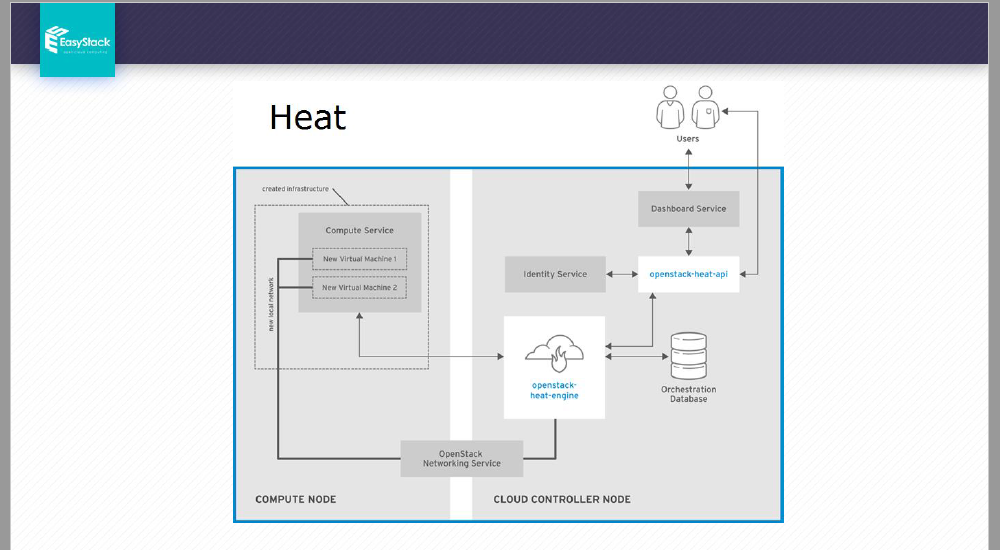 EasyStack
Heat
Users
created infrastructure
Compute Service
New Virtual Machine 1
New Virtual Machine 2
new local network
Dashboard Service
Identity Service
openstack-heat-api
openstack-
heat-engine
Orchestration
Database
OpenStack
Networking Service
COMPUTE NODE
CLOUD CONTROLLER NODE